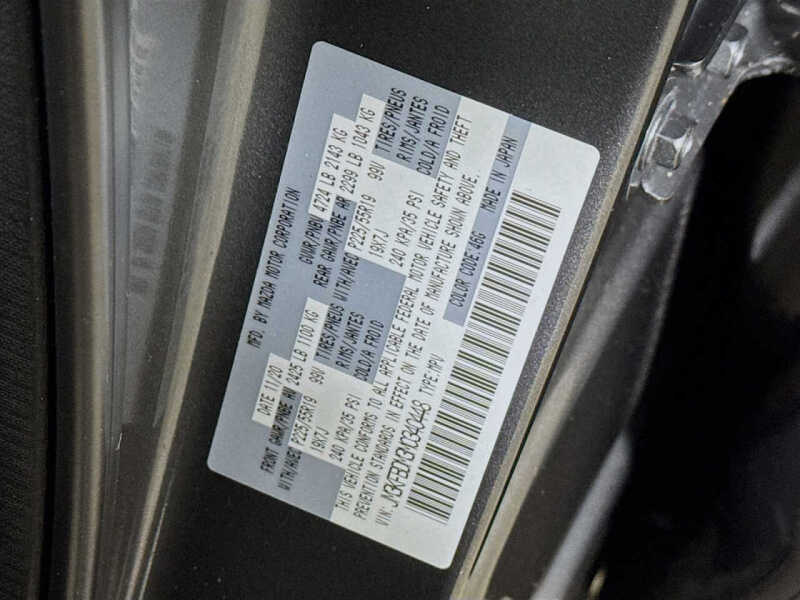 MFD. BY MAZDA MOTOR CORPORATION
DATE 11/20 GVWR/PNBV 4724 LB 2143 KG
FRONT GAWR/PNBE AV 2425 LB 1100 KG REAR GAWR/PNBE AR 2299 LB 1043 KG
WITH/AVEC P225/55R19 99V TIRES/PNEUS WITH/AVEC P225/55R19 99V TIRES/PNEUS
19X7J RIMS/JANTES 19X7J RIMS/JANTES
240 KPA/35 PSI COLD/A FROID 240 KPA/35 PSI COLD/A FROID
THIS VEHICLE CONFORMS TO ALL APPLICABLE FEDERAL MOTOR VEHICLE SAFETY AND THEFT
PREVENTION STANDARDS IN EFFECT ON THE DATE OF MANUFACTURE SHOWN ABOVE.
VIN: TYPE:MPV COLOR CODE:46G MADE IN JAPAN